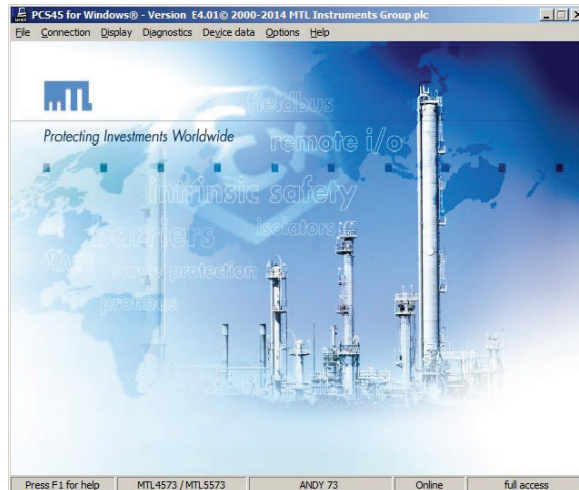 PCS45 for Windows® - Version E4.01© 2000-2014 MTL Instruments Group plc
File Connection Display Diagnostics Device data Options Help
MTL
fieldbus
Protecting Investments Worldwide
remote i/o
intrinsic safety
isolators
barriers
surge protection
profibus
Press F1 for help MTL4573 / MTL5573 ANDY 73 Online full access